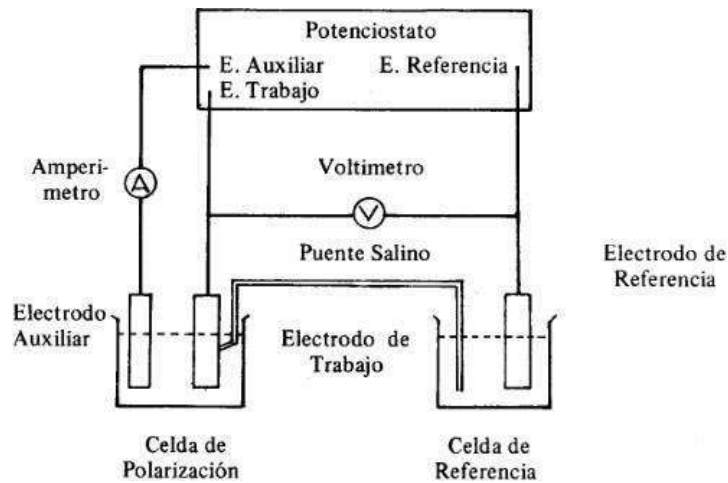 Potenciostato
E. Auxiliar
E. Referencia
E. Trabajo
Amperi-
metro
A
Voltimetro
V
Puente Salino
Electrodo de
Referencia
Electrodo
Auxiliar
Electrodo de
Trabajo
Celda de
Polarización
Celda de
Referencia